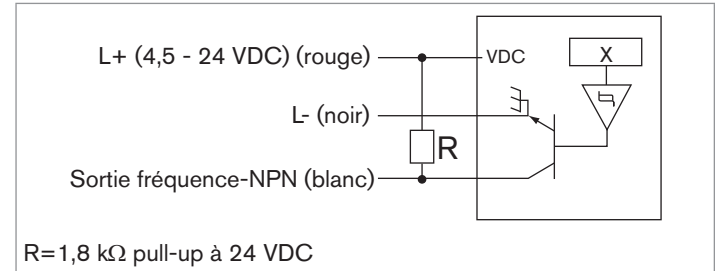 L+ (4,5 - 24 VDC) (rouge)
VDC
X
L- (noir)
R
Sortie fréquence-NPN (blanc)
R=1,8 kΩ pull-up à 24 VDC